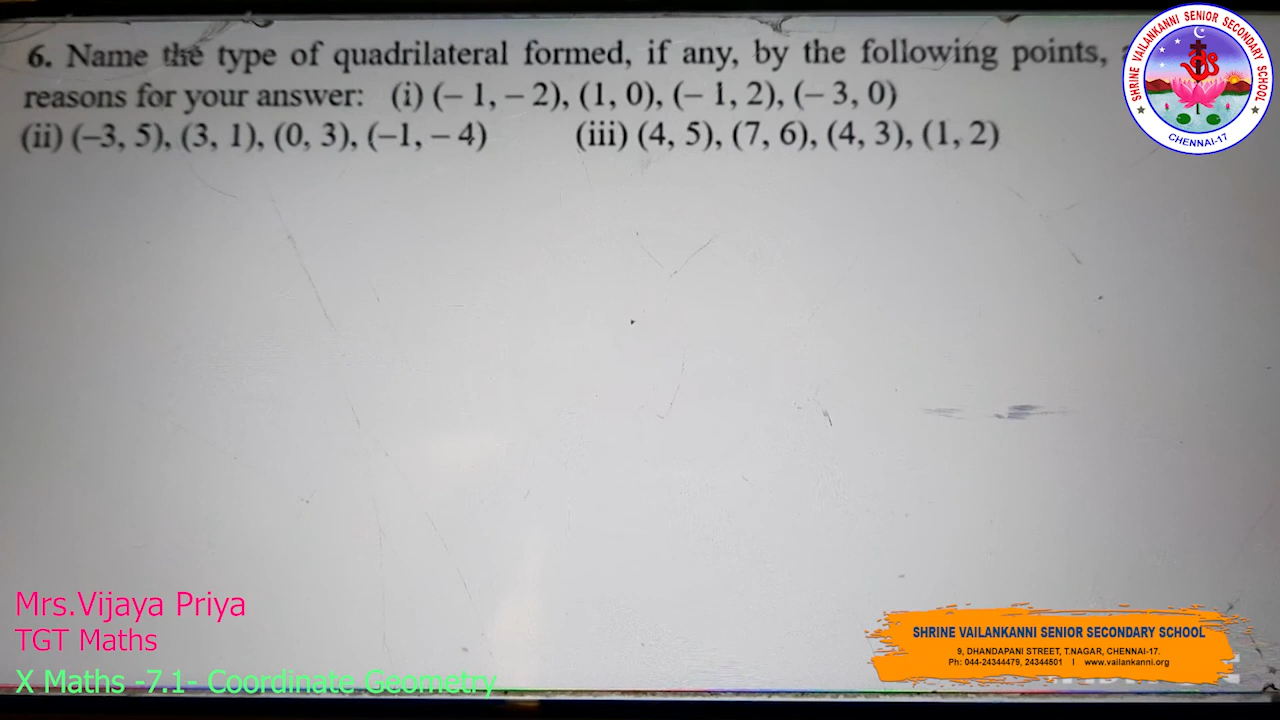 6. Name the type of quadrilateral formed, if any, by the following points,
reasons for your answer: (i) (– 1, – 2), (1, 0), (– 1, 2), (– 3, 0)
(ii) (–3, 5), (3, 1), (0, 3), (–1, – 4) (iii) (4, 5), (7, 6), (4, 3), (1, 2)
SHRINE VAILANKANNI SENIOR SECONDARY SCHOOL
CHENNAI-17
Mrs.Vijaya Priya
TGT Maths
X Maths -7.1- Coordinate Geometry
SHRINE VAILANKANNI SENIOR SECONDARY SCHOOL
9, DHANDAPANI STREET, T.NAGAR, CHENNAI-17.
Ph: 044-24344479, 24344501 I www.vailankanni.org